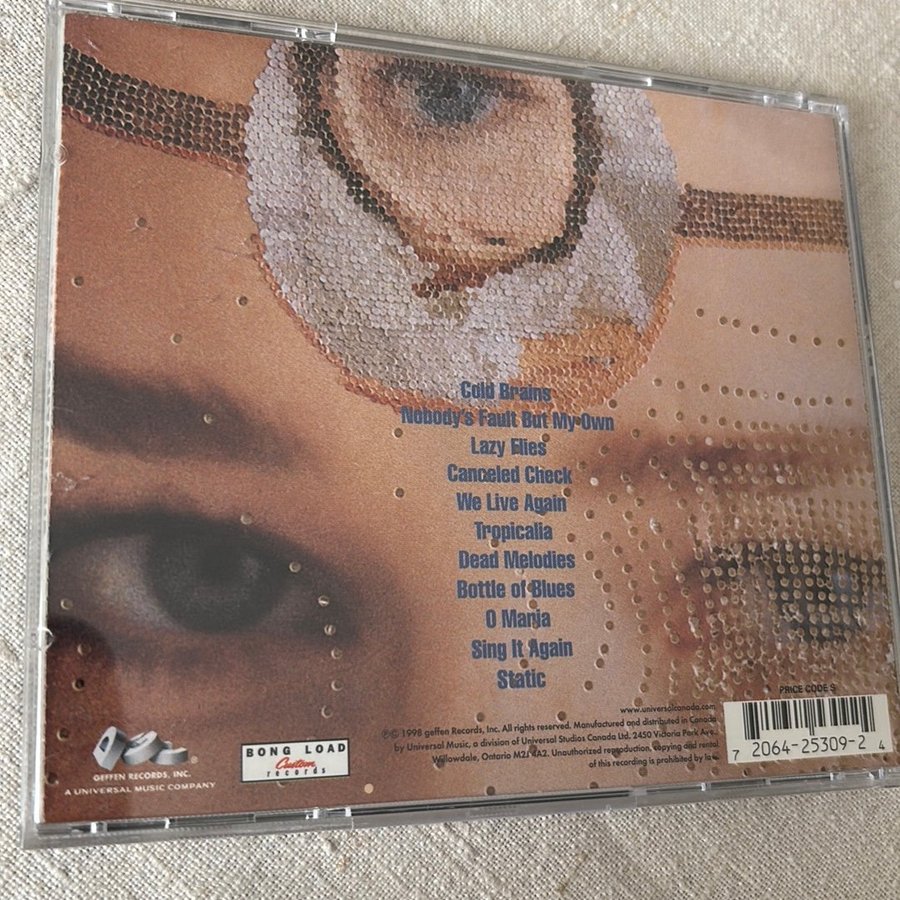 Cold Brains
Nobody's Fault But My Own
Lazy Flies
Canceled Check
We Live Again
Tropicalia
Dead Melodies
Bottle of Blues
O Maria
Sing It Again
Static
PRICE CODE S
www.universalcanada.com
℗© 1998 geffen Records, Inc. All rights reserved. Manufactured and distributed in Canada
by Universal Music, a division of Universal Studios Canada Ltd. 2450 Victoria Park Ave.,
Willowdale, Ontario M2J 4A2. Unauthorized reproduction, copying and rental
of this recording is prohibited by law.
7 20642-5309-2 4
GEFFEN RECORDS, INC.
A UNIVERSAL MUSIC COMPANY
BONG LOAD
Custom
records